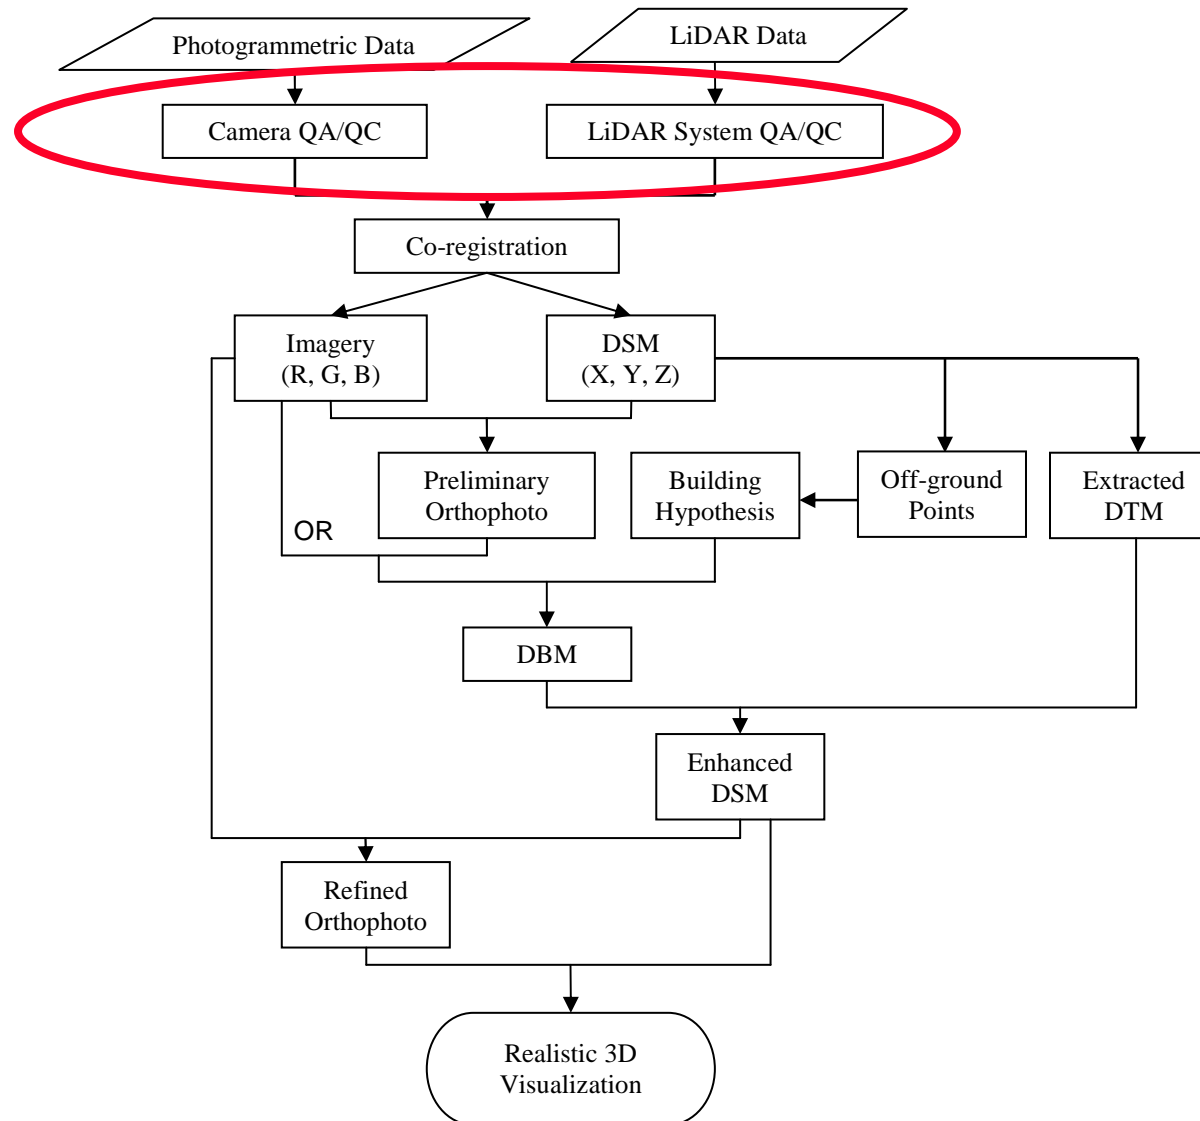 Photogrammetric Data
LiDAR Data
Camera QA/QC
LiDAR System QA/QC
Co-registration
Imagery
(R, G, B)
DSM
(X, Y, Z)
Preliminary
Orthophoto
Building
Hypothesis
Off-ground
Points
Extracted
DTM
OR
DBM
Enhanced
DSM
Refined
Orthophoto
Realistic 3D
Visualization